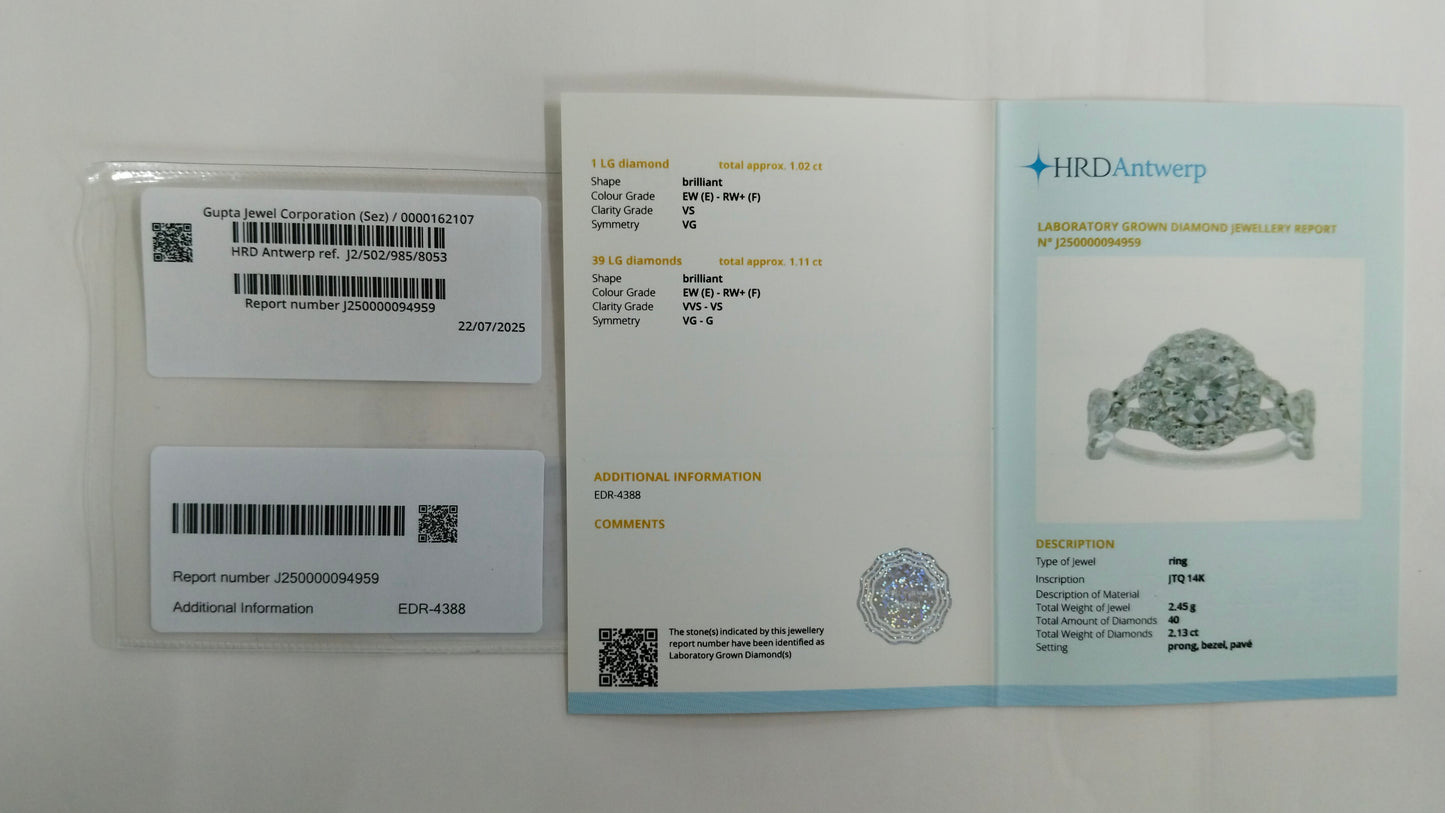 Gupta Jewel Corporation (Sez) / 0000162107
HRD Antwerp ref. J2/502/985/8053
Report number J250000094959
22/07/2025
Report number J250000094959
Additional Information EDR-4388
1 LG diamond total approx. 1.02 ct
Shape brilliant
Colour Grade EW (E) - RW+ (F)
Clarity Grade VS
Symmetry VG
39 LG diamonds total approx. 1.11 ct
Shape brilliant
Colour Grade EW (E) - RW+ (F)
Clarity Grade VVS - VS
Symmetry VG - G
ADDITIONAL INFORMATION
EDR-4388
COMMENTS
The stone(s) indicated by this jewellery
report number have been identified as
Laboratory Grown Diamond(s)
HRDAntwerp
LABORATORY GROWN DIAMOND JEWELLERY REPORT
N° J250000094959
DESCRIPTION
Type of Jewel ring
Inscription JTQ 14K
Description of Material
Total Weight of Jewel 2.45 g
Total Amount of Diamonds 40
Total Weight of Diamonds 2.13 ct
Setting prong, bezel, pavé